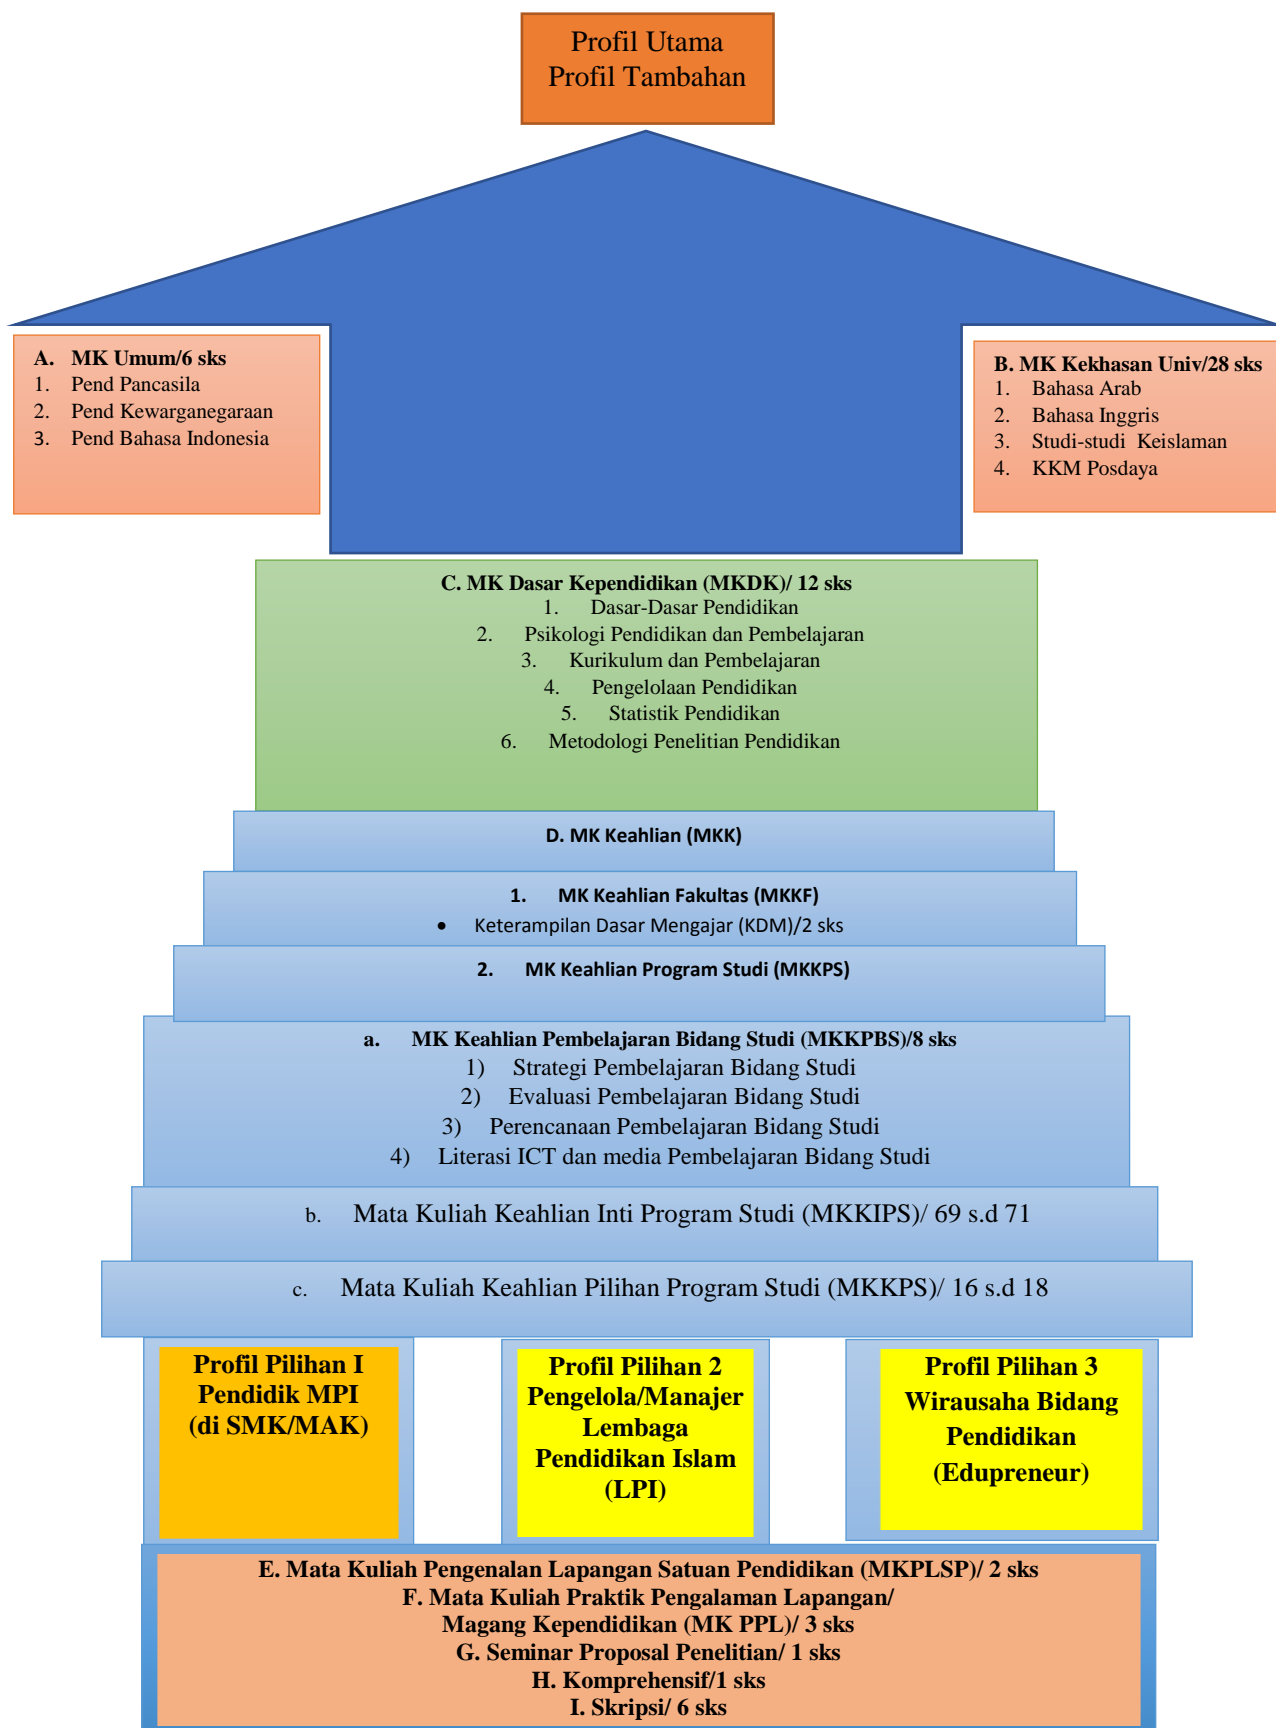 Profil Utama
Profil Tambahan
A. MK Umum/6 sks
1. Pend Pancasila
2. Pend Kewarganegaraan
3. Pend Bahasa Indonesia
B. MK Kekhasan Univ/28 sks
1. Bahasa Arab
2. Bahasa Inggris
3. Studi-studi Keislaman
4. KKM Posdaya
C. MK Dasar Kependidikan (MKDK)/ 12 sks
1. Dasar-Dasar Pendidikan
2. Psikologi Pendidikan dan Pembelajaran
3. Kurikulum dan Pembelajaran
4. Pengelolaan Pendidikan
5. Statistik Pendidikan
6. Metodologi Penelitian Pendidikan
D. MK Keahlian (MKK)
1. MK Keahlian Fakultas (MKKF)
• Keterampilan Dasar Mengajar (KDM)/2 sks
2. MK Keahlian Program Studi (MKKPS)
a. MK Keahlian Pembelajaran Bidang Studi (MKKPBS)/8 sks
1) Strategi Pembelajaran Bidang Studi
2) Evaluasi Pembelajaran Bidang Studi
3) Perencanaan Pembelajaran Bidang Studi
4) Literasi ICT dan media Pembelajaran Bidang Studi
b. Mata Kuliah Keahlian Inti Program Studi (MKKIPS)/ 69 s.d 71
c. Mata Kuliah Keahlian Pilihan Program Studi (MKKPS)/ 16 s.d 18
Profil Pilihan I
Pendidik MPI
(di SMK/MAK)
Profil Pilihan 2
Pengelola/Manajer
Lembaga
Pendidikan Islam
(LPI)
Profil Pilihan 3
Wirausaha Bidang
Pendidikan
(Edupreneur)
E. Mata Kuliah Pengenalan Lapangan Satuan Pendidikan (MKPLSP)/ 2 sks
F. Mata Kuliah Praktik Pengalaman Lapangan/
Magang Kependidikan (MK PPL)/ 3 sks
G. Seminar Proposal Penelitian/ 1 sks
H. Komprehensif/1 sks
I. Skripsi/ 6 sks